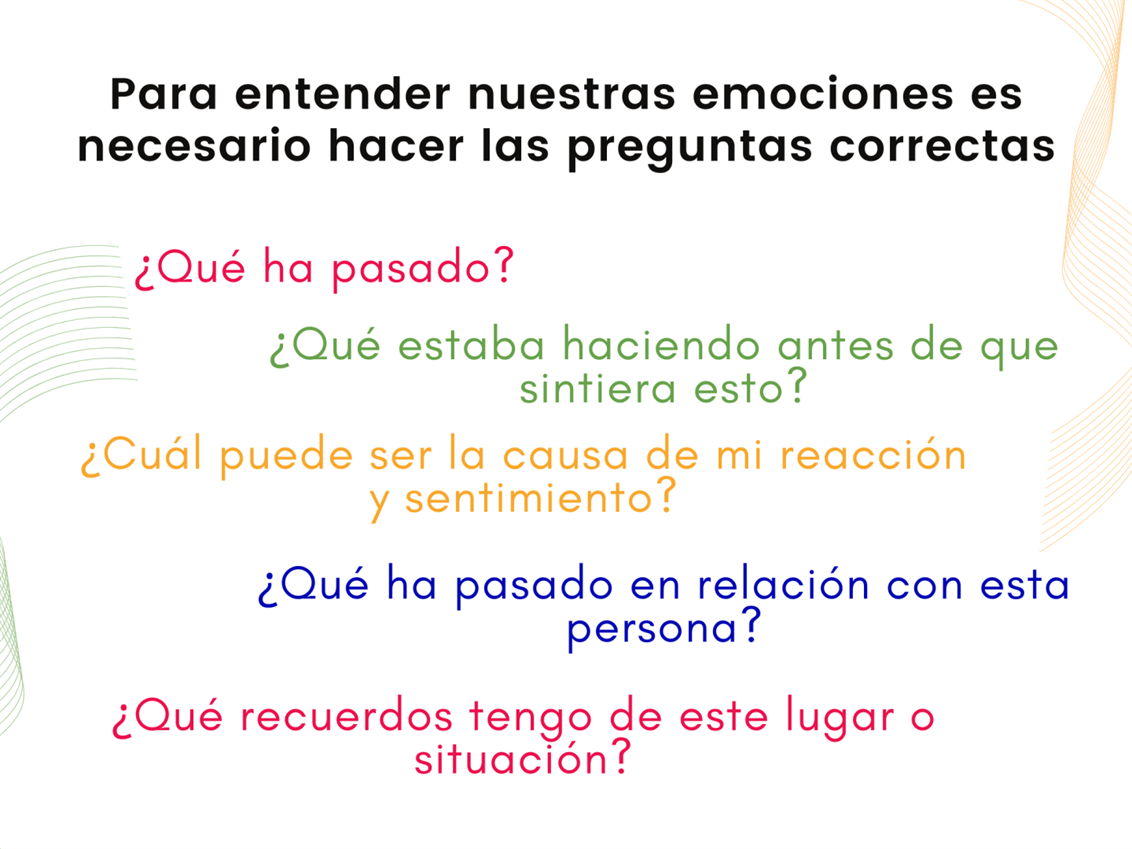 Para entender nuestras emociones es
necesario hacer las preguntas correctas
¿Qué ha pasado?
¿Qué estaba haciendo antes de que
sintiera esto?
¿Cuál puede ser la causa de mi reacción
y sentimiento?
¿Qué ha pasado en relación con esta
persona?
¿Qué recuerdos tengo de este lugar o
situación?